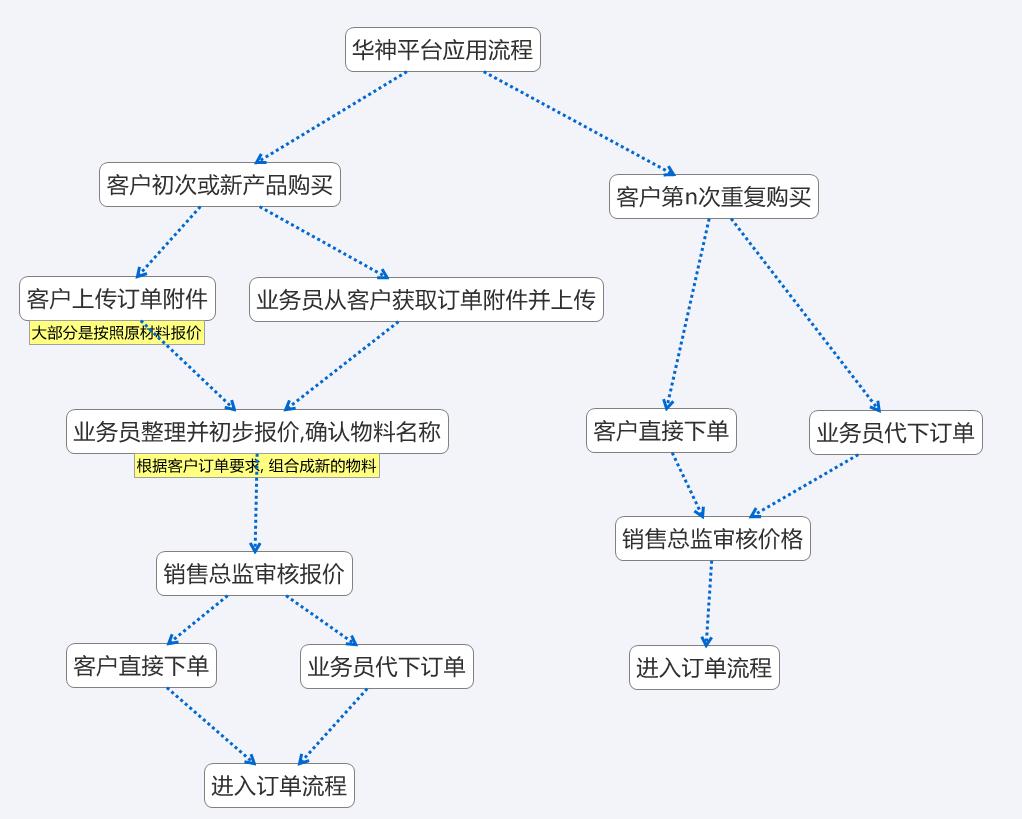 华神平台应用流程
客户初次或新产品购买
客户第n次重复购买
客户上传订单附件
业务员从客户获取订单附件并上传
大部分是按照原材料报价
业务员整理并初步报价,确认物料名称
客户直接下单
业务员代下订单
根据客户订单要求, 组合成新的物料
销售总监审核价格
销售总监审核报价
客户直接下单
业务员代下订单
进入订单流程
进入订单流程